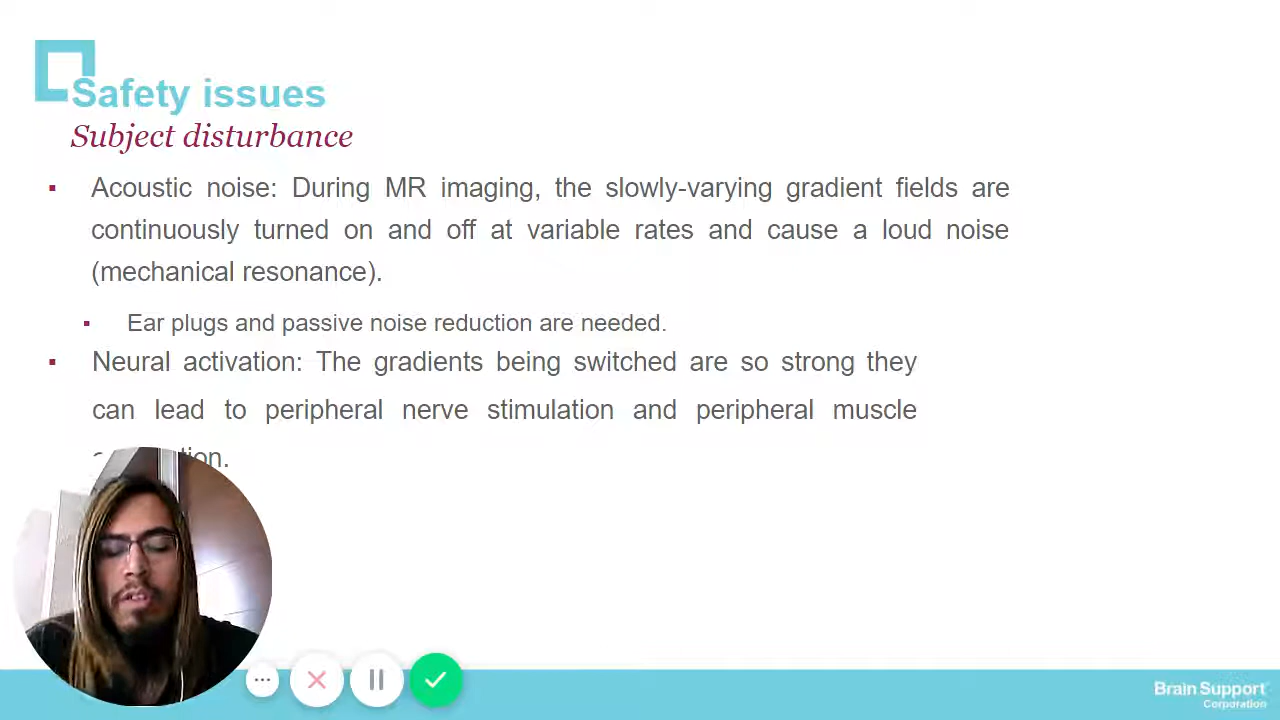 Safety issues
Subject disturbance
▪ Acoustic noise: During MR imaging, the slowly-varying gradient fields are
continuously turned on and off at variable rates and cause a loud noise
(mechanical resonance).
▪ Ear plugs and passive noise reduction are needed.
▪ Neural activation: The gradients being switched are so strong they
can lead to peripheral nerve stimulation and peripheral muscle
Brain Support
Corporation